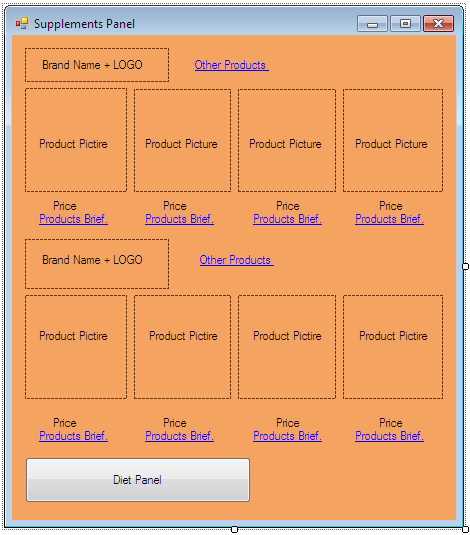 Supplements Panel
Brand Name + LOGO Other Products
Product Pictire Product Picture Product Picture Product Picture
Price Price Price Price
Products Brief. Products Brief. Products Brief. Products Brief.
Brand Name + LOGO Other Products
Product Pictire Product Pictire Product Pictire Product Pictire
Price Price Price Price
Products Brief. Products Brief. Products Brief. Products Brief.
Diet Panel